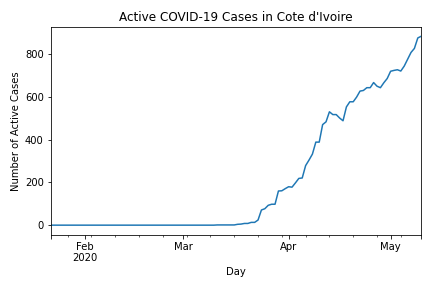 Active COVID-19 Cases in Cote d'Ivoire
Number of Active Cases
800
600
400
200
0
Feb
2020
Mar
Apr
May
Day